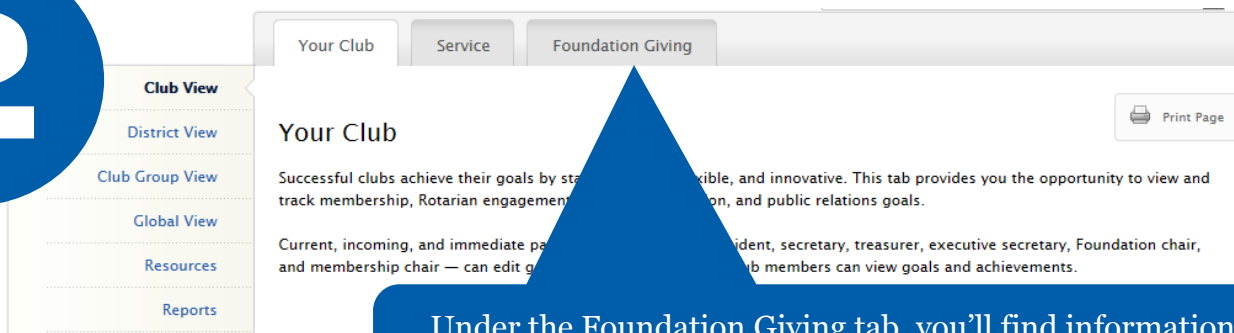 Your Club Service Foundation Giving
Club View
District View
Club Group View
Global View
Resources
Reports
Print Page
Your Club
Successful clubs achieve their goals by xible, and innovative. This tab provides you the opportunity to view and
track membership, Rotarian engagemen on, and public relations goals.
Current, incoming, and immediate ident, secretary, treasurer, executive secretary, Foundation chair,
and membership chair — can edit b members can view goals and achievements.
Under the Foundation Giving tab, you'll find information